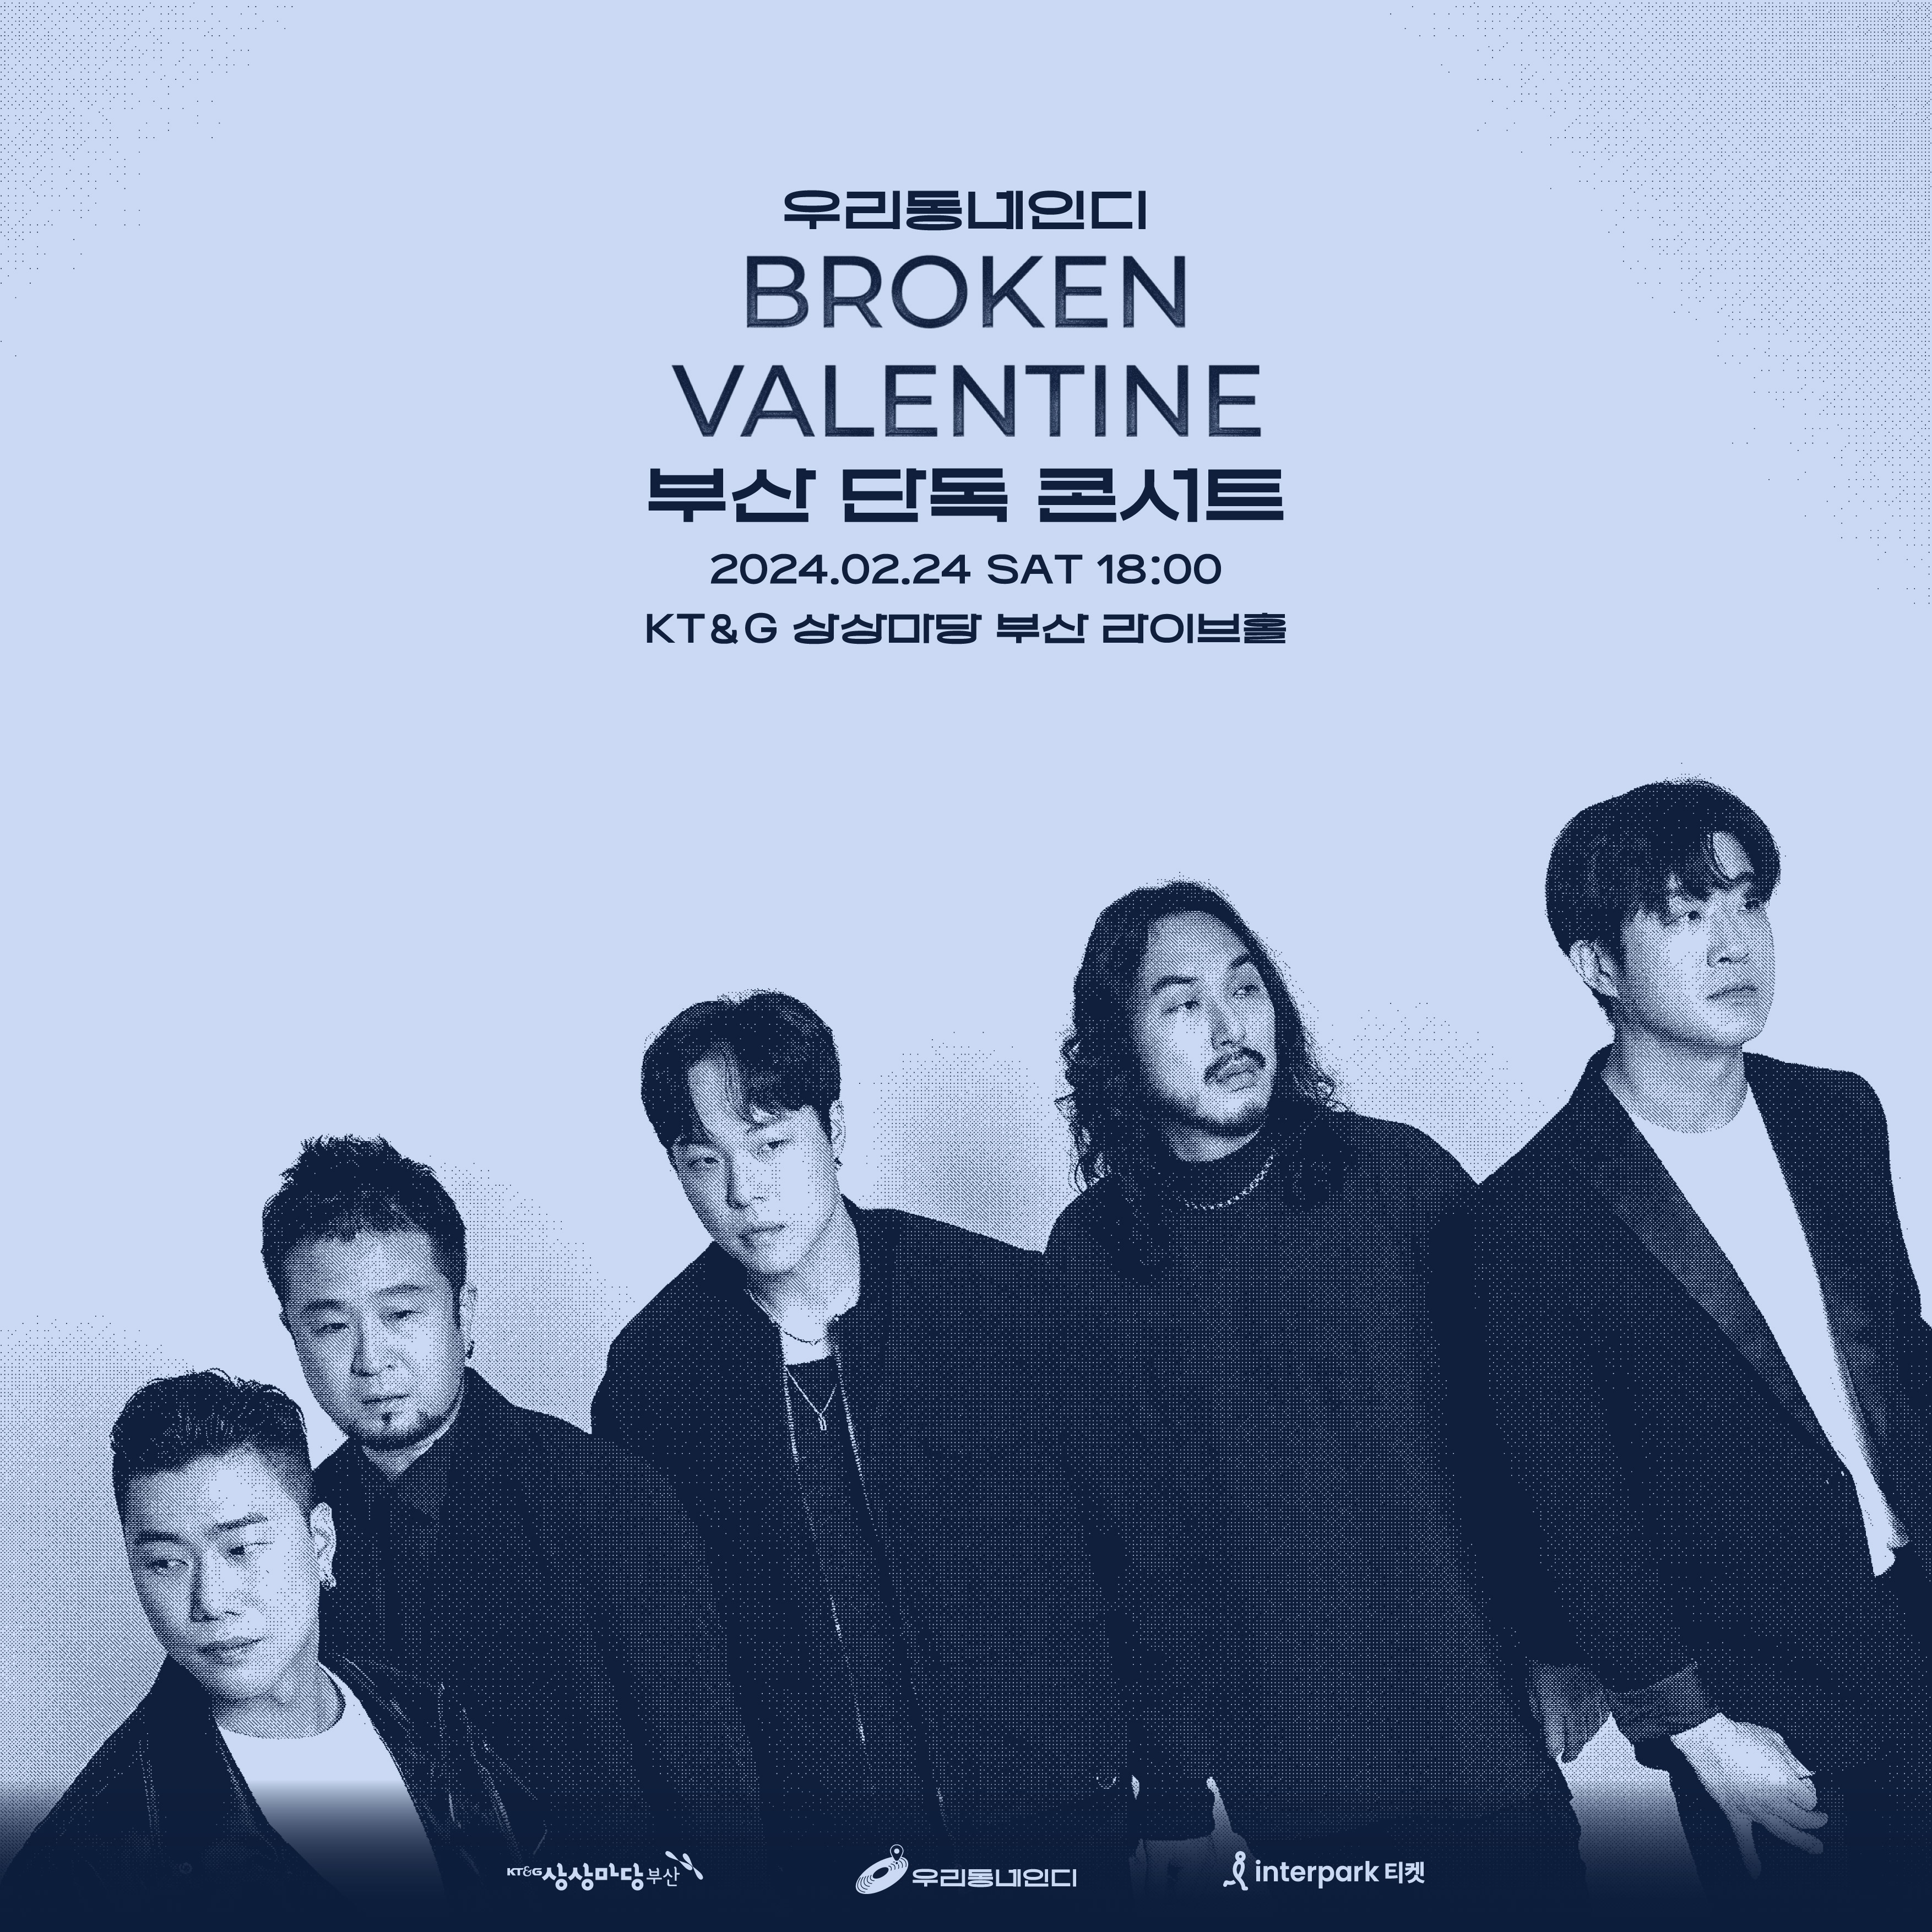 우리동네인디
BROKEN
VALENTINE
부산 단독 콘서트
2024.02.24 SAT 18:00
KT&G 상상마당 부산 라이브홀
KT&G 상상마당 부산
우리동네인디
interpark 티켓